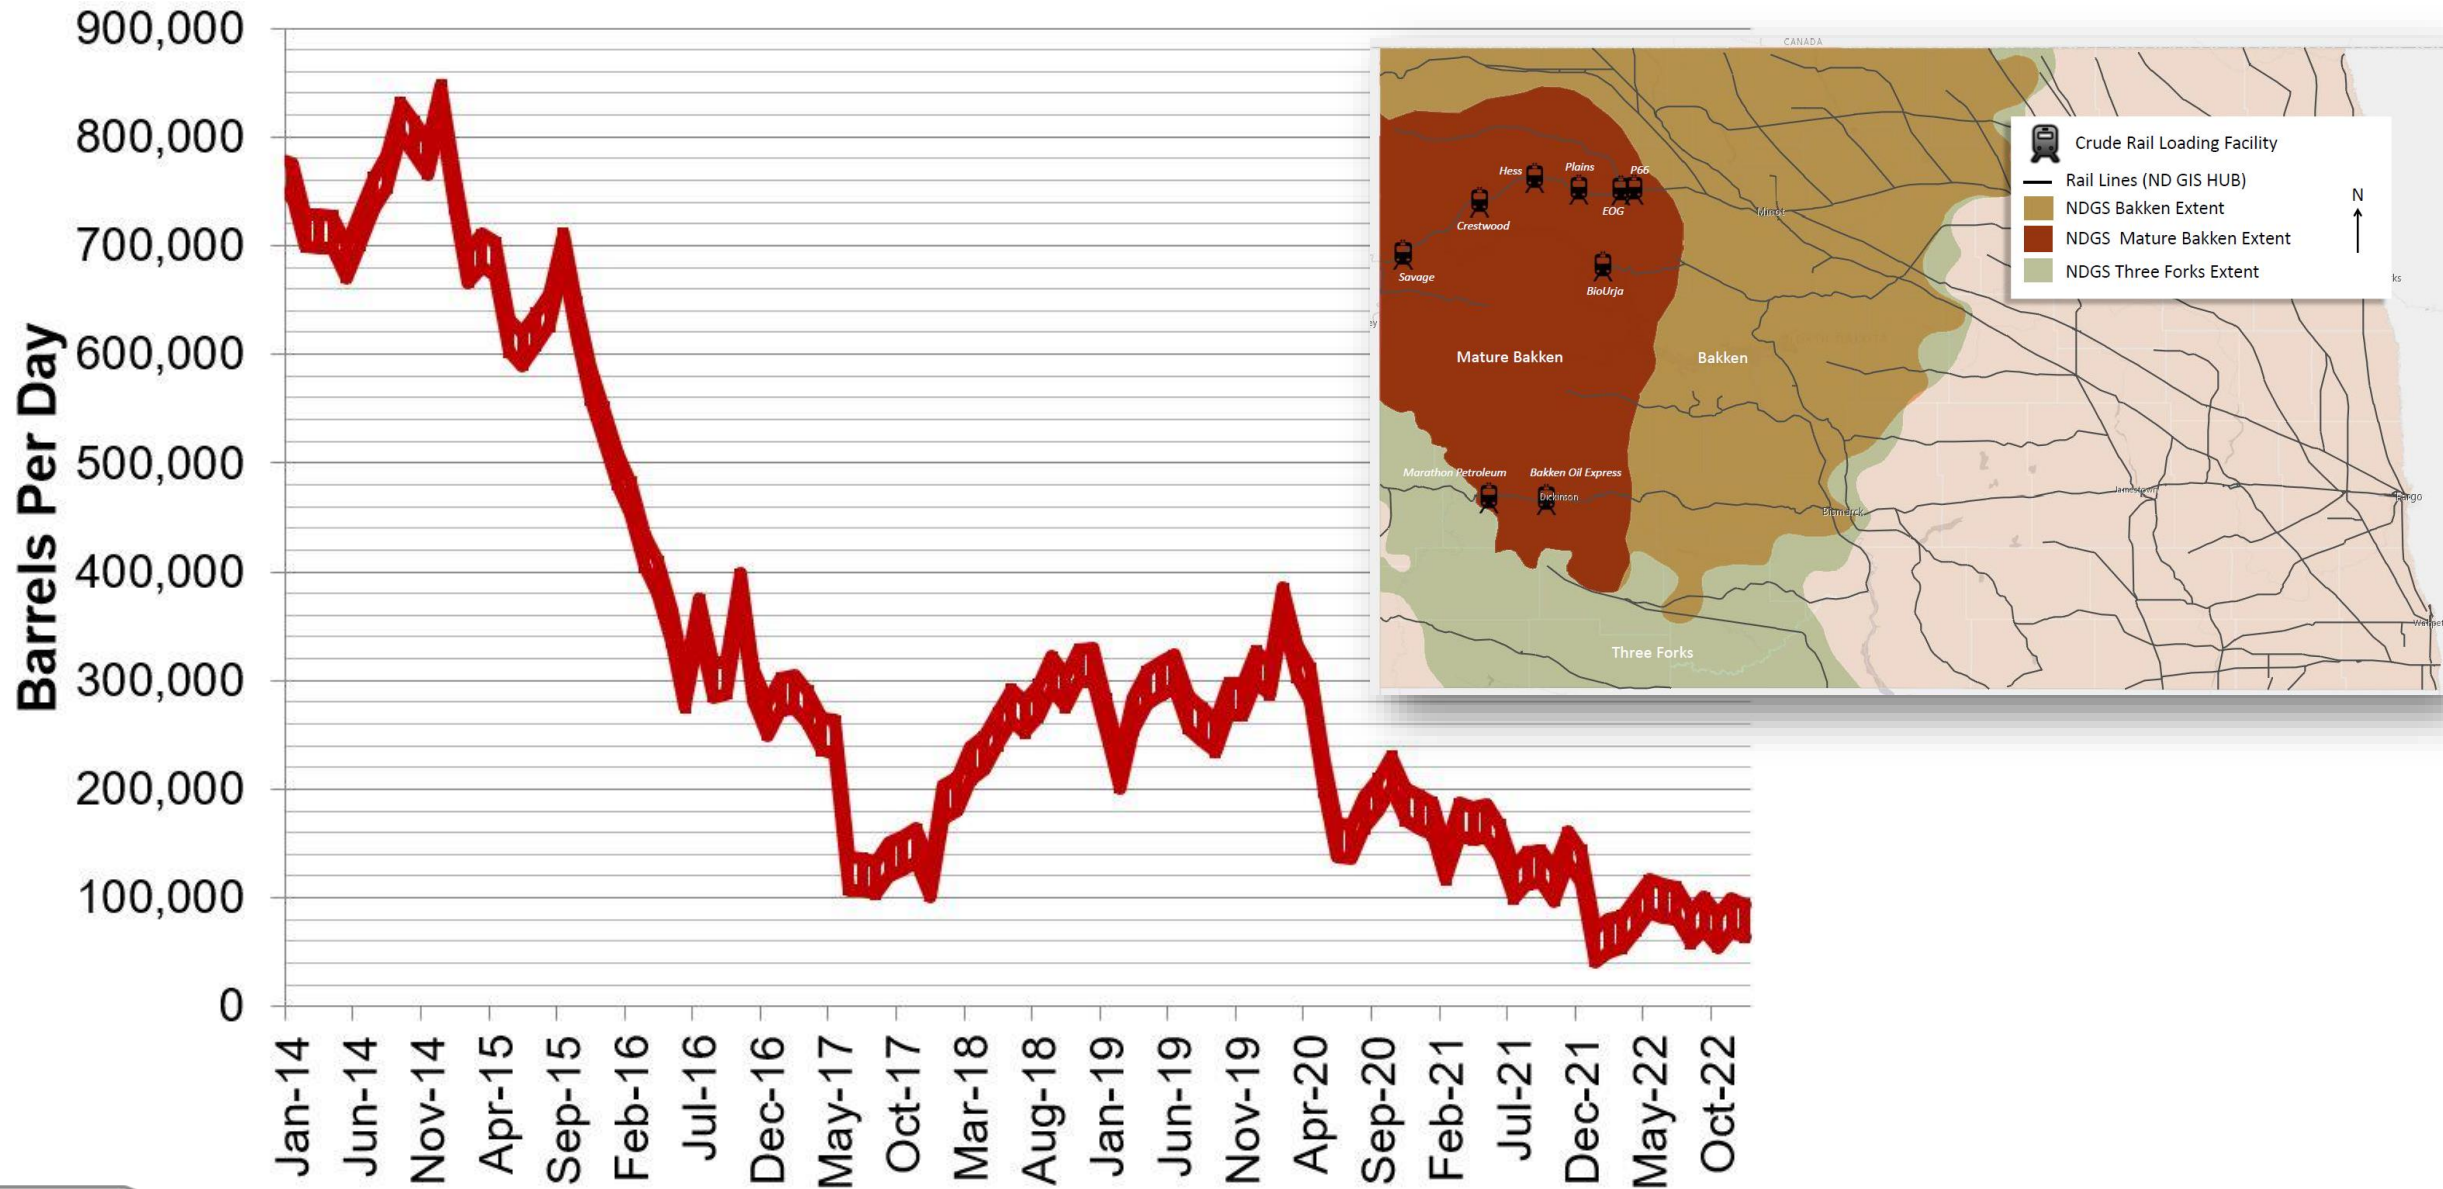 900,000
800,000
700,000
600,000
500,000
400,000
300,000
200,000
100,000
0
Barrels Per Day
Jan-14
Jun-14
Nov-14
Apr-15
Sep-15
Feb-16
Jul-16
Dec-16
May-17
Oct-17
Mar-18
Aug-18
Jan-19
Jun-19
Nov-19
Apr-20
Sep-20
Feb-21
Jul-21
Dec-21
May-22
Oct-22
CANADA
Crude Rail Loading Facility
Rail Lines (ND GIS HUB)
NDGS Bakken Extent
NDGS Mature Bakken Extent
NDGS Three Forks Extent
N
Hess
Plains
P66
Crestwood
EOG
Minot
Savage
BioUrja
Mature Bakken
Bakken
Marathon Petroleum
Bakken Oil Express
Dickinson
Bismarck
Jamestown
Fargo
Three Forks